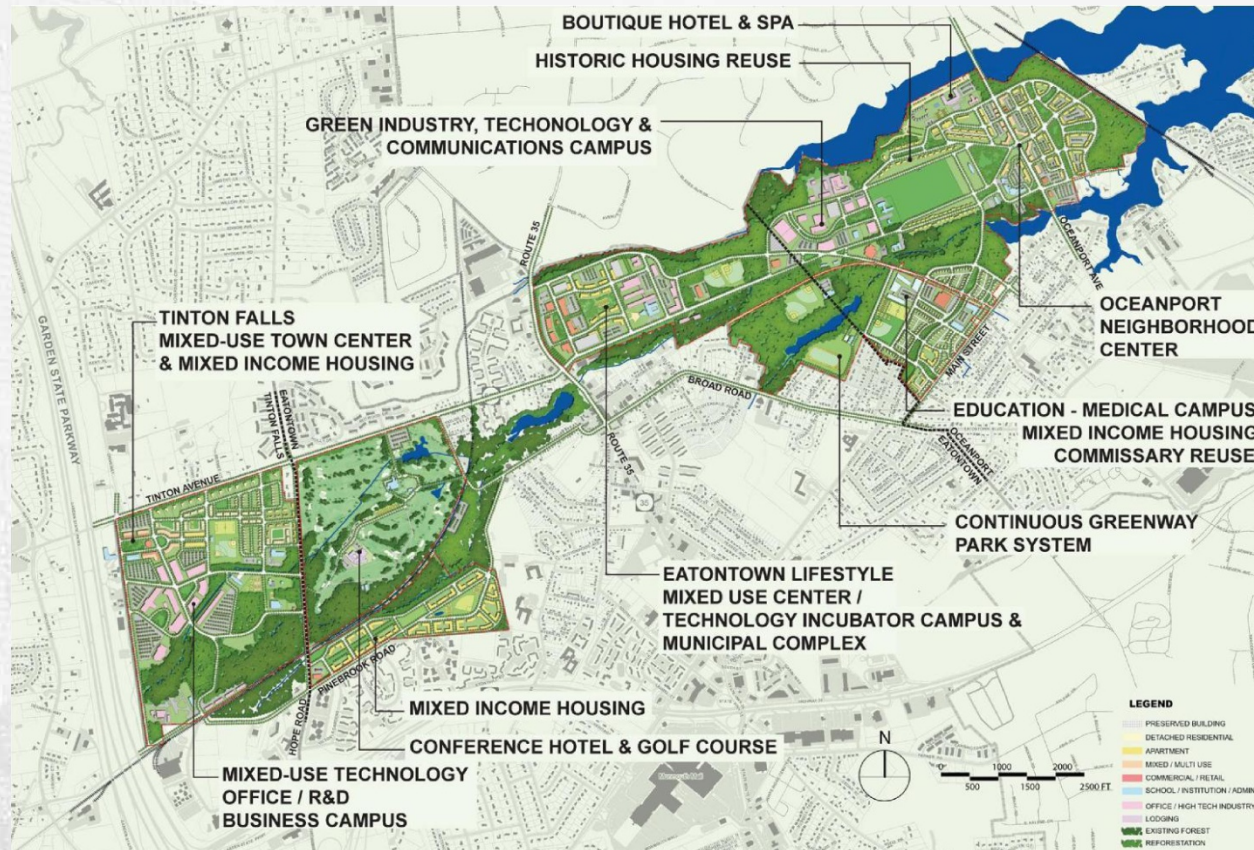 BOUTIQUE HOTEL & SPA
HISTORIC HOUSING REUSE
GREEN INDUSTRY, TECHONOLOGY &
COMMUNICATIONS CAMPUS
ROUTE 35
OCEANPORT AVE
TINTON FALLS
MIXED-USE TOWN CENTER
& MIXED INCOME HOUSING
GARDEN STATE PARKWAY
OCEANPORT
NEIGHBORHOOD
CENTER
MAIN STREET
BROAD ROAD
EATONTOWN
TINTON FALLS
EDUCATION - MEDICAL CAMPUS
MIXED INCOME HOUSING
COMMISSARY REUSE
OCEANPORT
EATONTOWN
ROUTE 35
TINTON AVENUE
CONTINUOUS GREENWAY
PARK SYSTEM
EATONTOWN LIFESTYLE
MIXED USE CENTER /
TECHNOLOGY INCUBATOR CAMPUS &
MUNICIPAL COMPLEX
PINEBROOK ROAD
HOPE ROAD
MIXED INCOME HOUSING
CONFERENCE HOTEL & GOLF COURSE
MIXED-USE TECHNOLOGY
OFFICE / R&D
BUSINESS CAMPUS
Monmouth Mall
N
0 1000 2000
500 1500 2500 FT
LEGEND
PRESERVED BUILDING
DETACHED RESIDENTIAL
APARTMENT
MIXED / MULTI USE
COMMERCIAL / RETAIL
SCHOOL / INSTITUTION / ADMIN
OFFICE / HIGH TECH INDUSTRY
LODGING
EXISTING FOREST
REFORESTATION